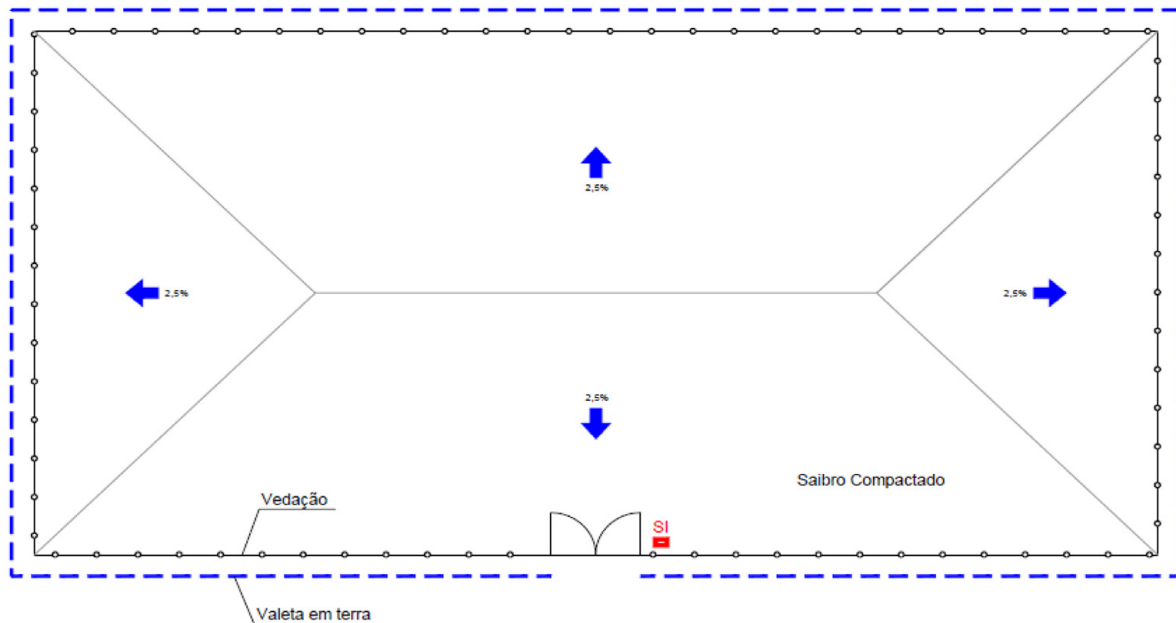 2,5%
2,5%
2,5%
2,5%
Saibro Compactado
Vedação
SI
Valeta em terra